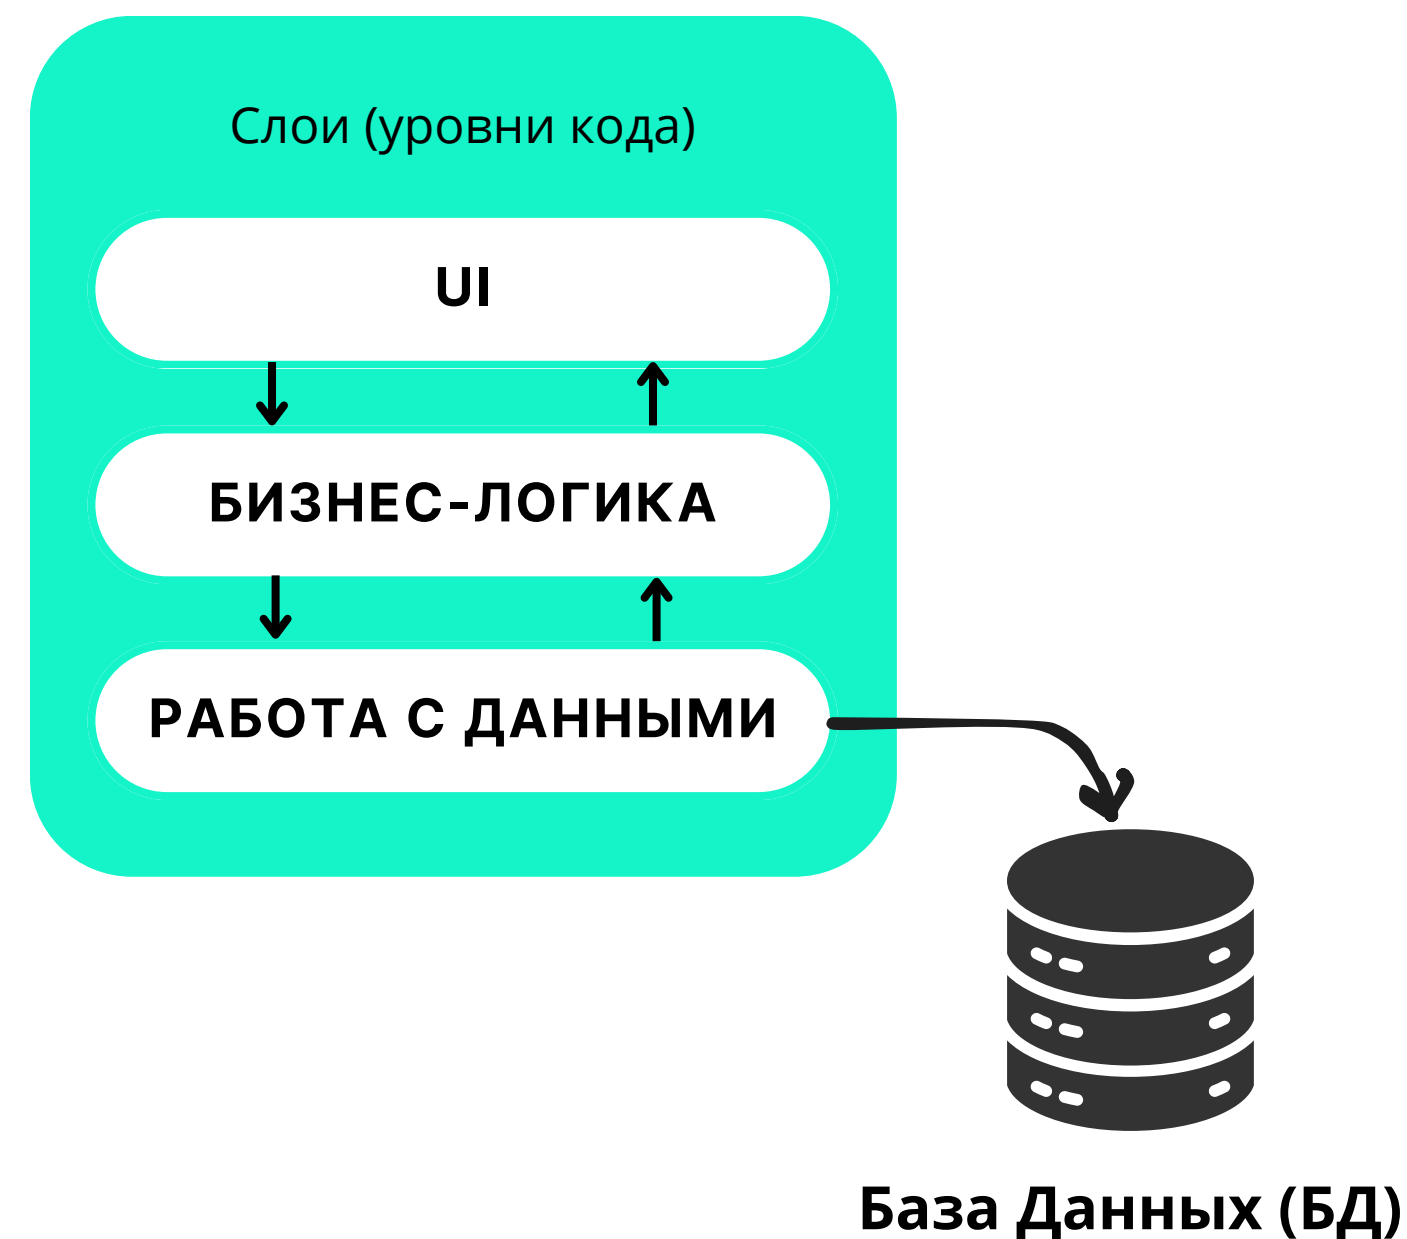 Слои (уровни кода)
UI
БИЗНЕС-ЛОГИКА
РАБОТА С ДАННЫМИ
База Данных (БД)